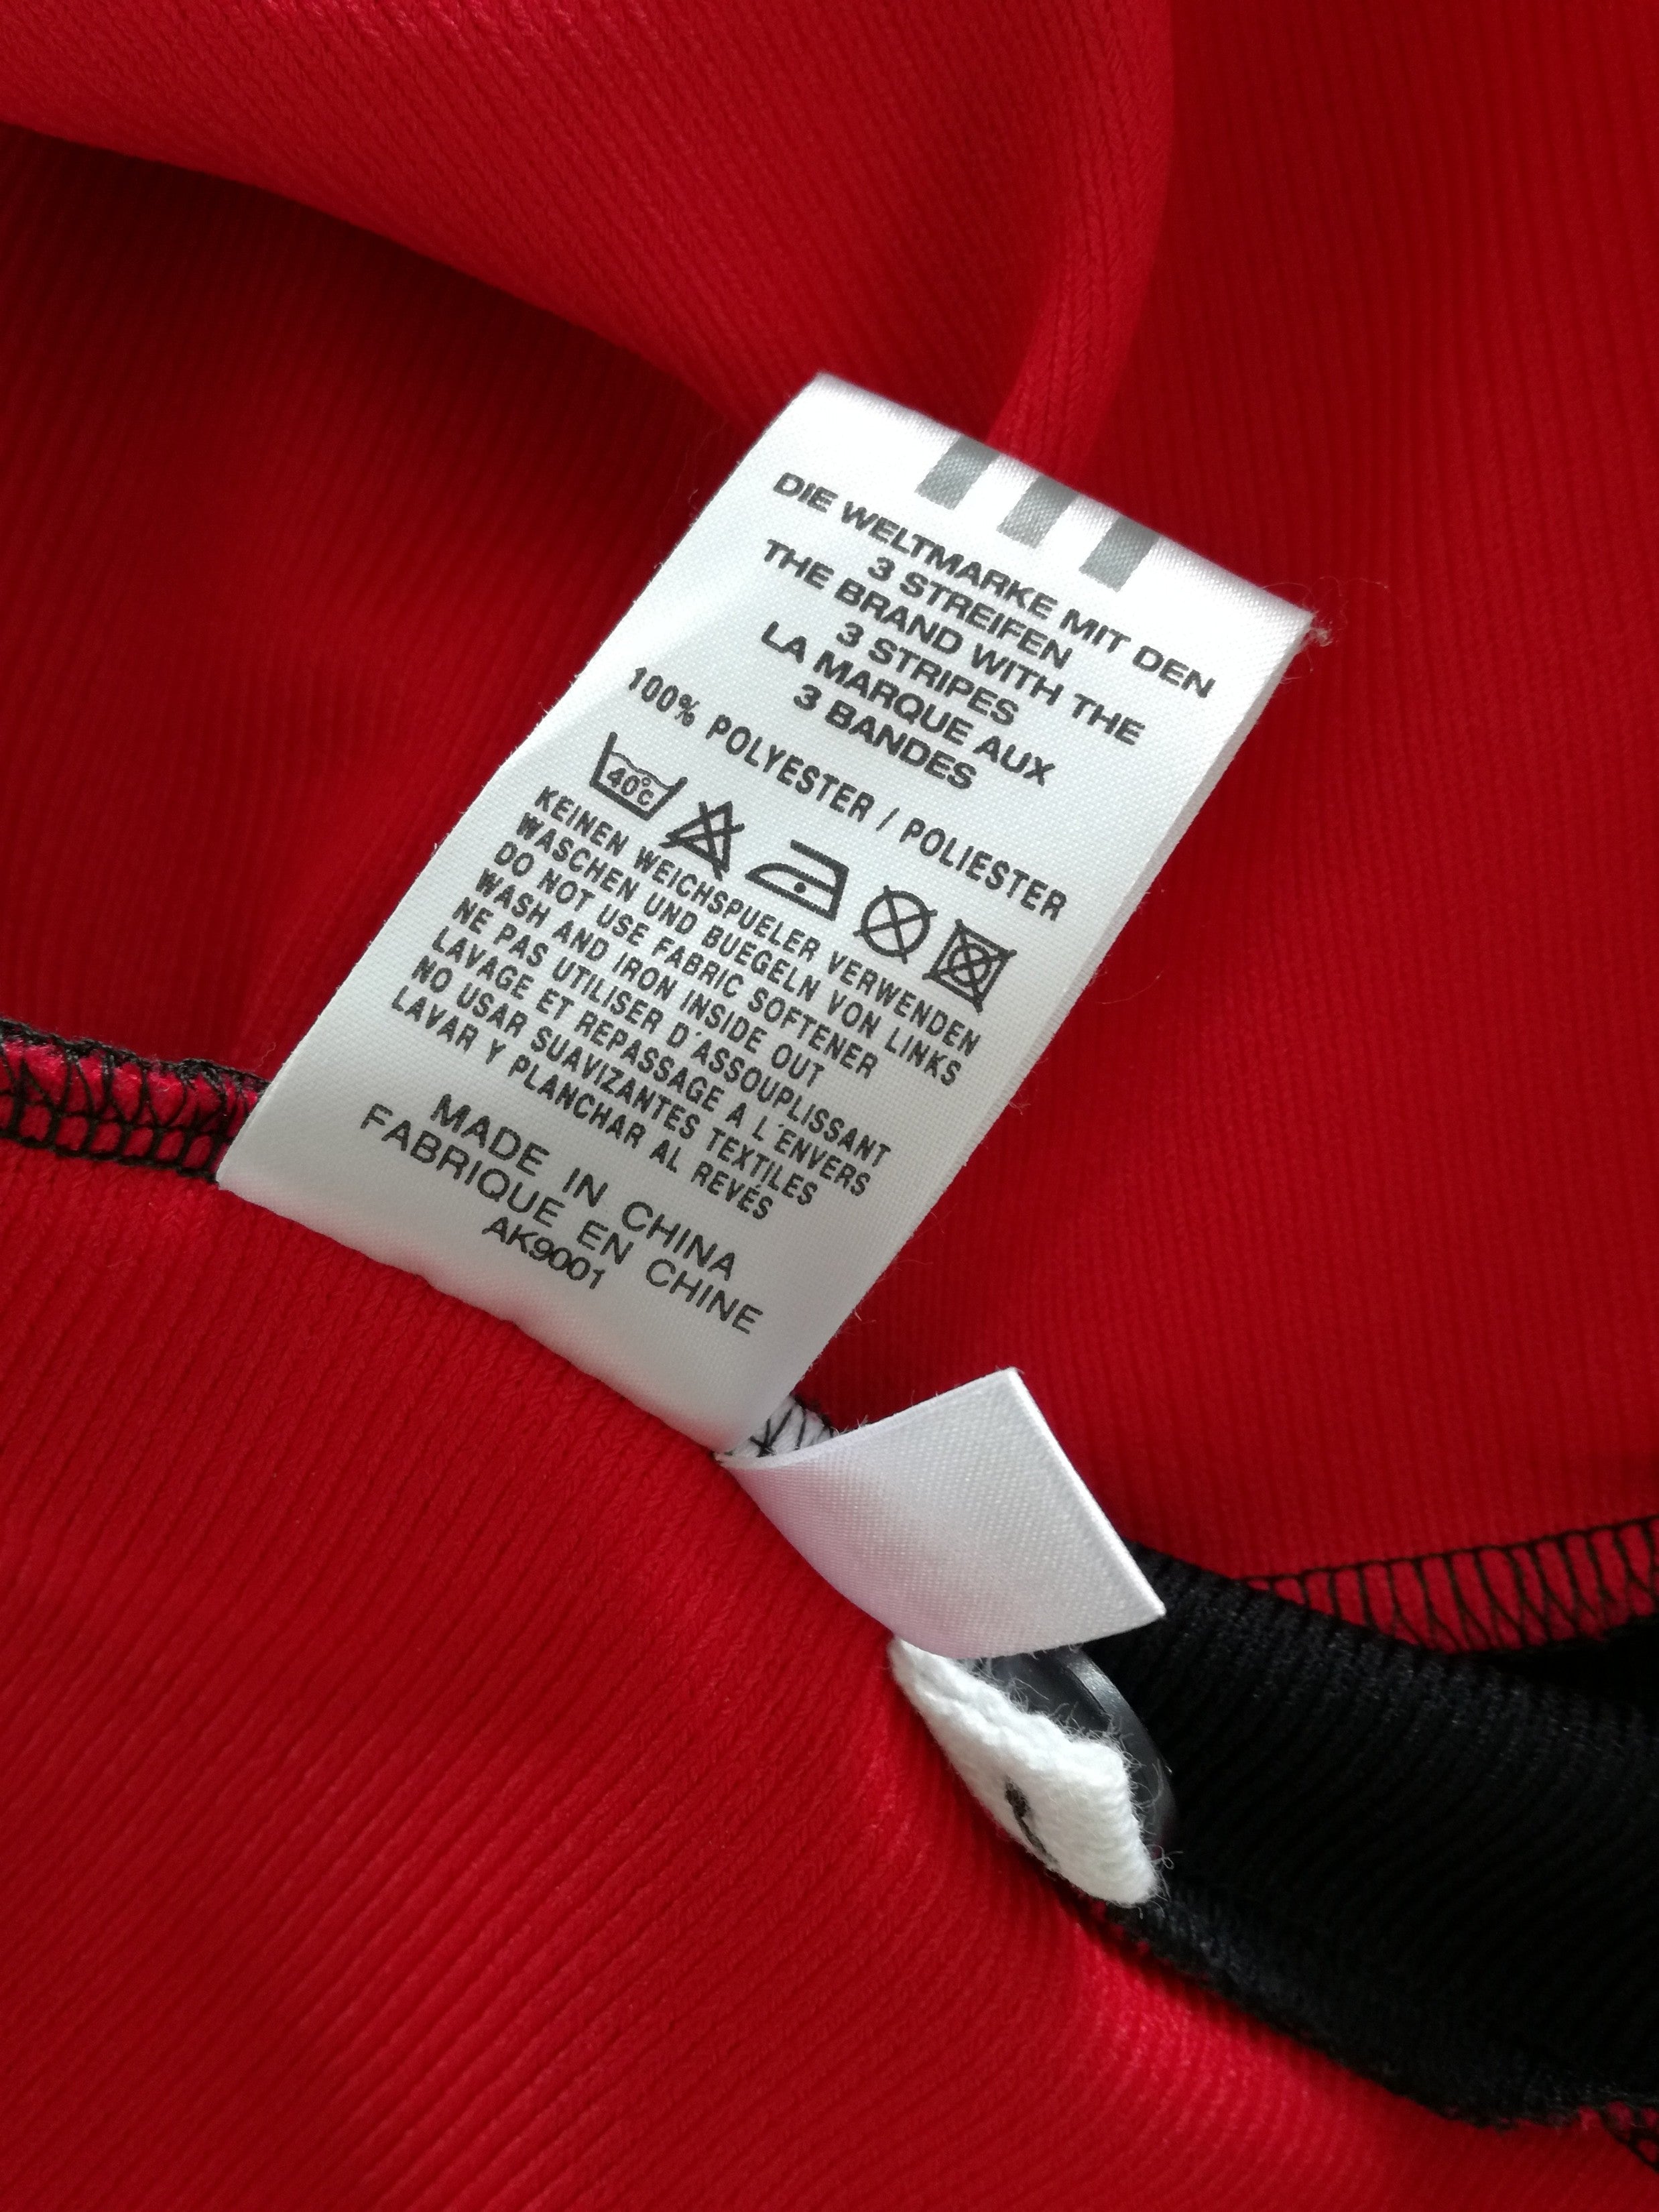 DIE WELTMARKE MIT DEN
3 STREIFEN
THE BRAND WITH THE
3 STRIPES
LA MARQUE AUX
3 BANDES
100% POLYESTER / POLIESTER
40°C
KEINEN WEICHSPUELER VERWENDEN
WASCHEN UND BUEGELN VON LINKS
DO NOT USE FABRIC SOFTENER
WASH AND IRON INSIDE OUT
NE PAS UTILISER D´ASSOUPLISSANT
LAVAGE ET REPASSAGE A L´ENVERS
NO USAR SUAVIZANTES TEXTILES
LAVAR Y PLANCHAR AL REVÉS
MADE IN CHINA
FABRIQUE EN CHINE
AK9001